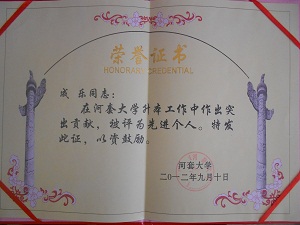 荣誉证书
HONORARY CREDENTIAL
成 乐同志：
在河套大学升本工作中作出突
出贡献，被评为先进个人。特发
此证，以资鼓励。
河套大学
二0一二年九月十日